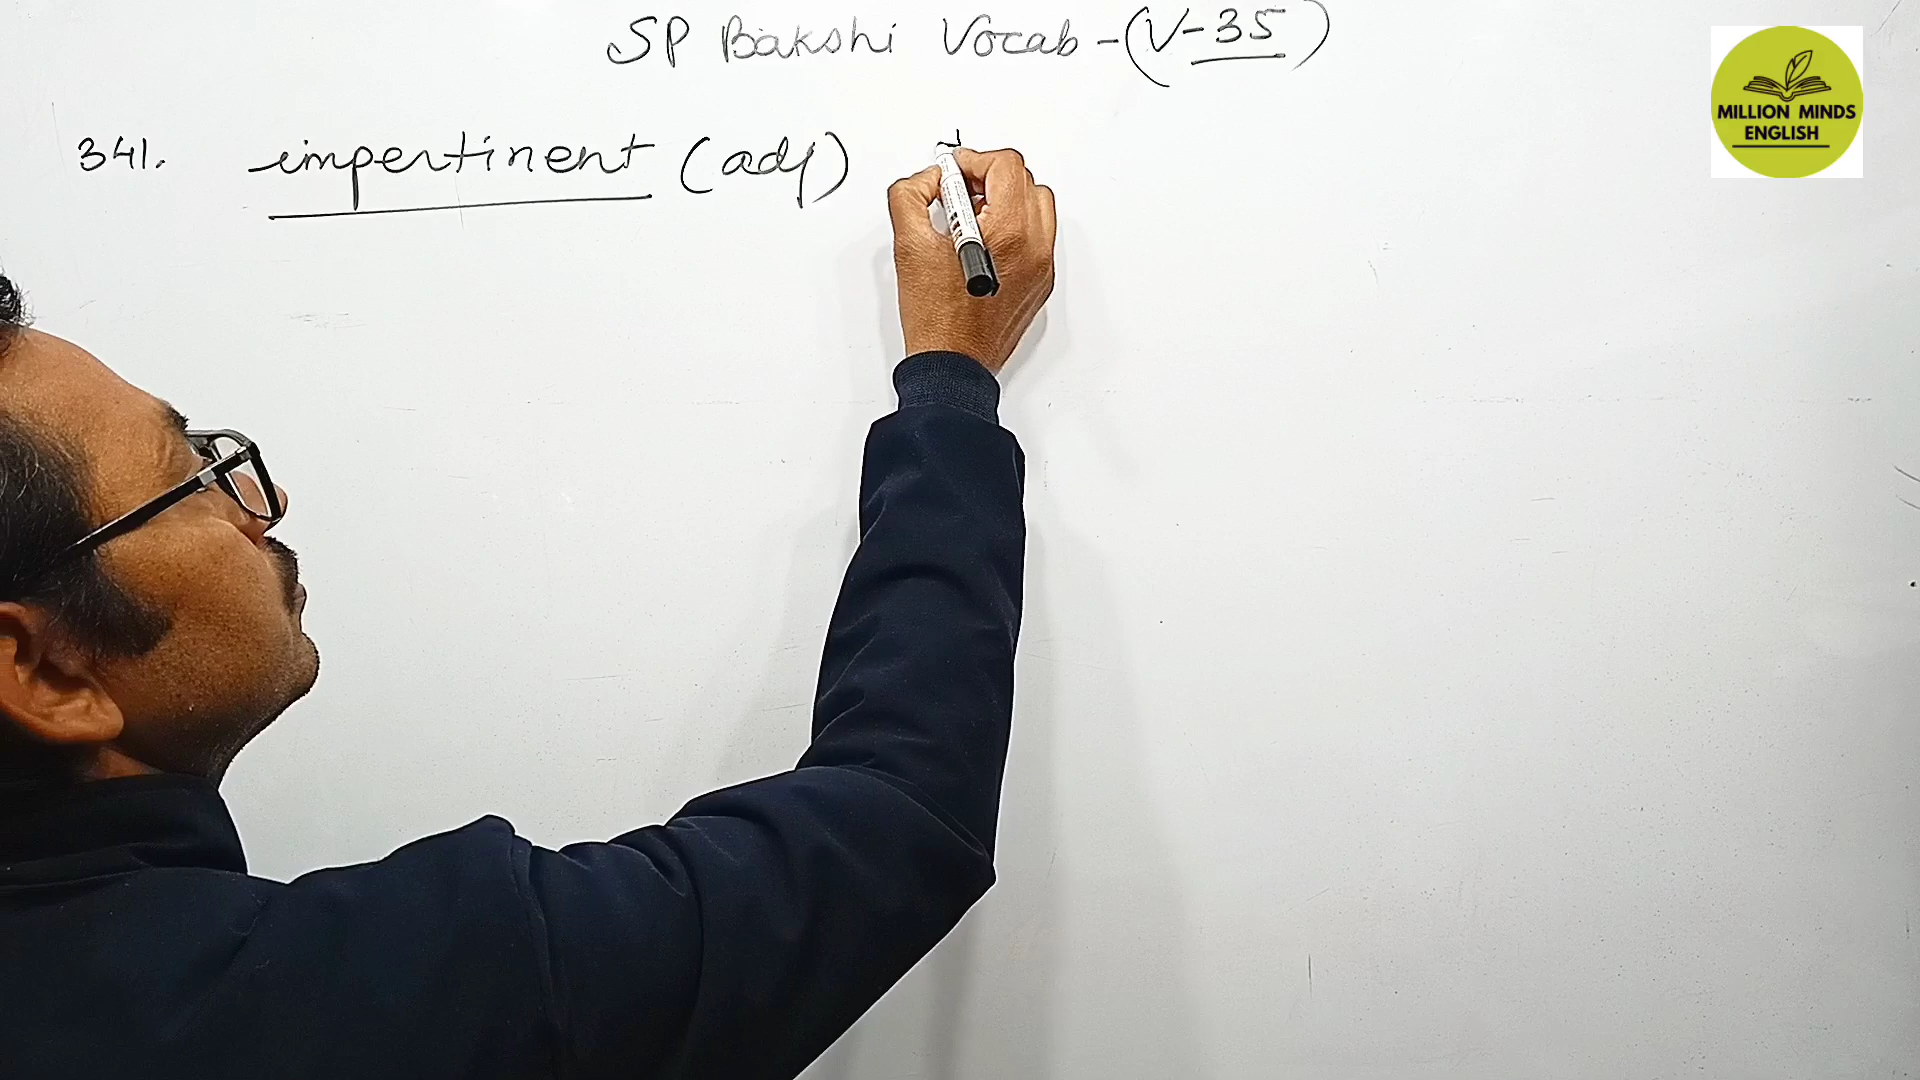 SP Bakshi Vocab - (V-35)
MILLION MINDS
ENGLISH
341. impertinent (adj)